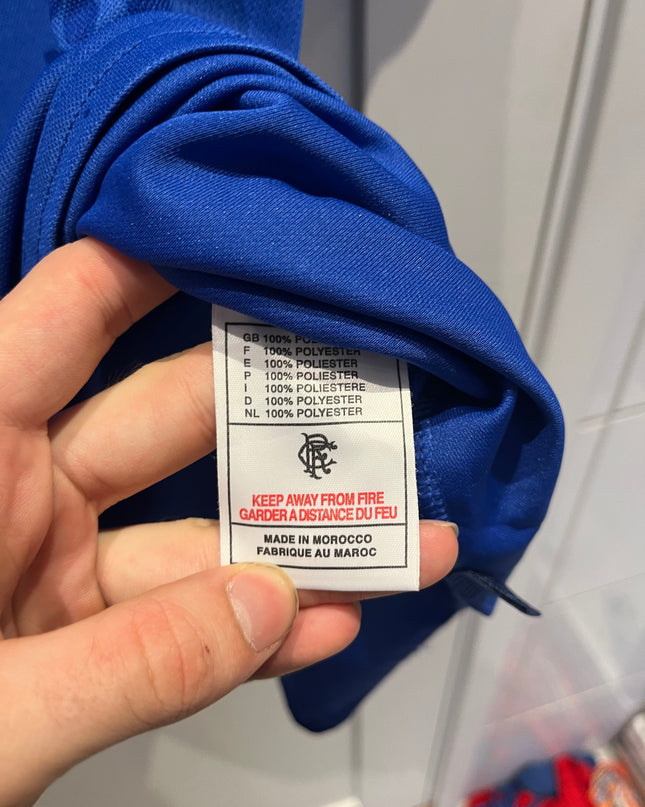 GB 100% POLYESTER
F 100% POLYESTER
E 100% POLIESTER
P 100% POLIESTER
I 100% POLIESTERE
D 100% POLYESTER
NL 100% POLYESTER
KEEP AWAY FROM FIRE
GARDER A DISTANCE DU FEU
MADE IN MOROCCO
FABRIQUE AU MAROC